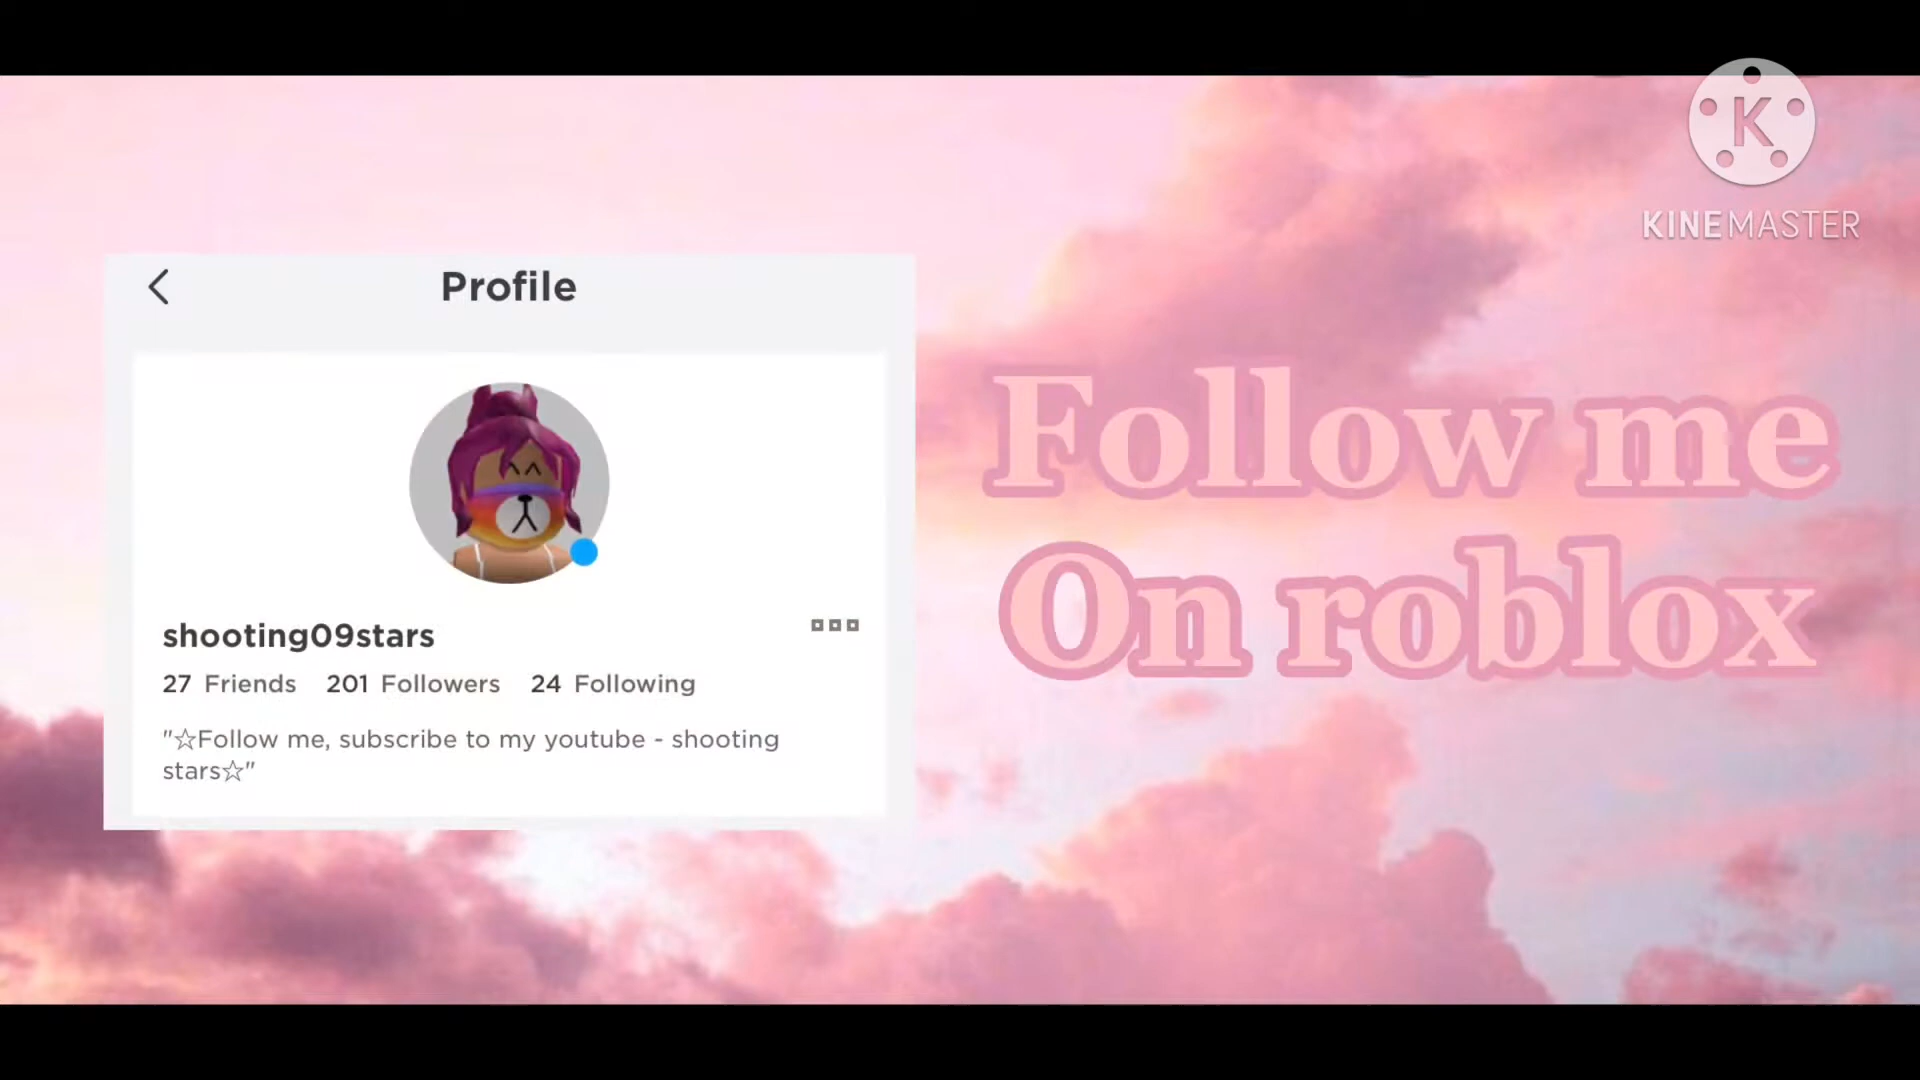 K
KINEMASTER
Profile
shooting09stars
27 Friends 201 Followers 24 Following
"☆Follow me, subscribe to my youtube - shooting
stars☆"
Follow me
On roblox